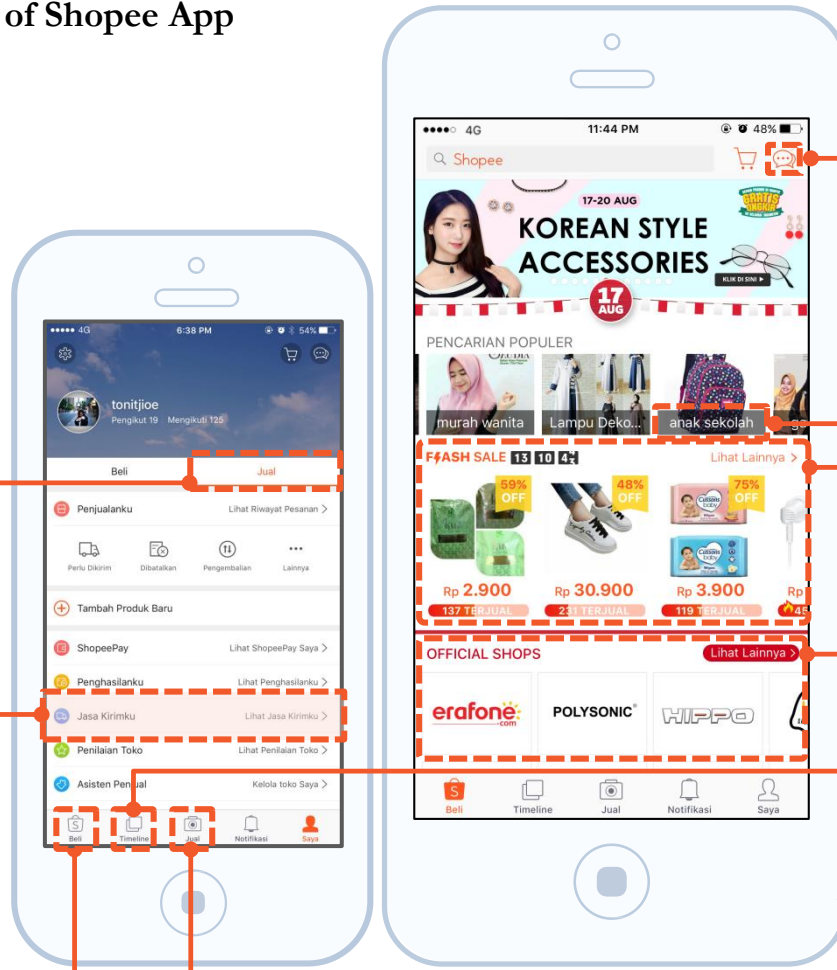 of Shopee App
4G 11:44 PM 48%
Shopee
17-20 AUG
GRATIS
ONGKIR
KOREAN STYLE
ACCESSORIES
KLIK DI SINI
17
AUG
PENCARIAN POPULER
murah wanita Lampu Deko... anak sekolah
FLASH SALE 13 10 Lihat Lainnya >
59% OFF 48% OFF 75% OFF
Cussons baby
Rp 2.900 Rp 30.900 Rp 3.900 Rp
137 TERJUAL 231 TERJUAL 119 TERJUAL 45
OFFICIAL SHOPS Lihat Lainnya >
erafone .com POLYSONIC HIPPO
Beli Timeline Jual Notifikasi Saya
4G 6:38 PM 54%
tonitjioe
Pengikut 19 Mengikuti 125
Beli Jual
Penjualanku Lihat Riwayat Pesanan >
Perlu Dikirim Dibatalkan Pengembalian Lainnya
Tambah Produk Baru
ShopeePay Lihat ShopeePay Saya >
Penghasilanku Lihat Penghasilanku >
Jasa Kirimku Lihat Jasa Kirimku >
Penilaian Toko Lihat Penilaian Toko >
Asisten Penjual Kelola toko Saya >
Beli Timeline Jual Notifikasi Saya